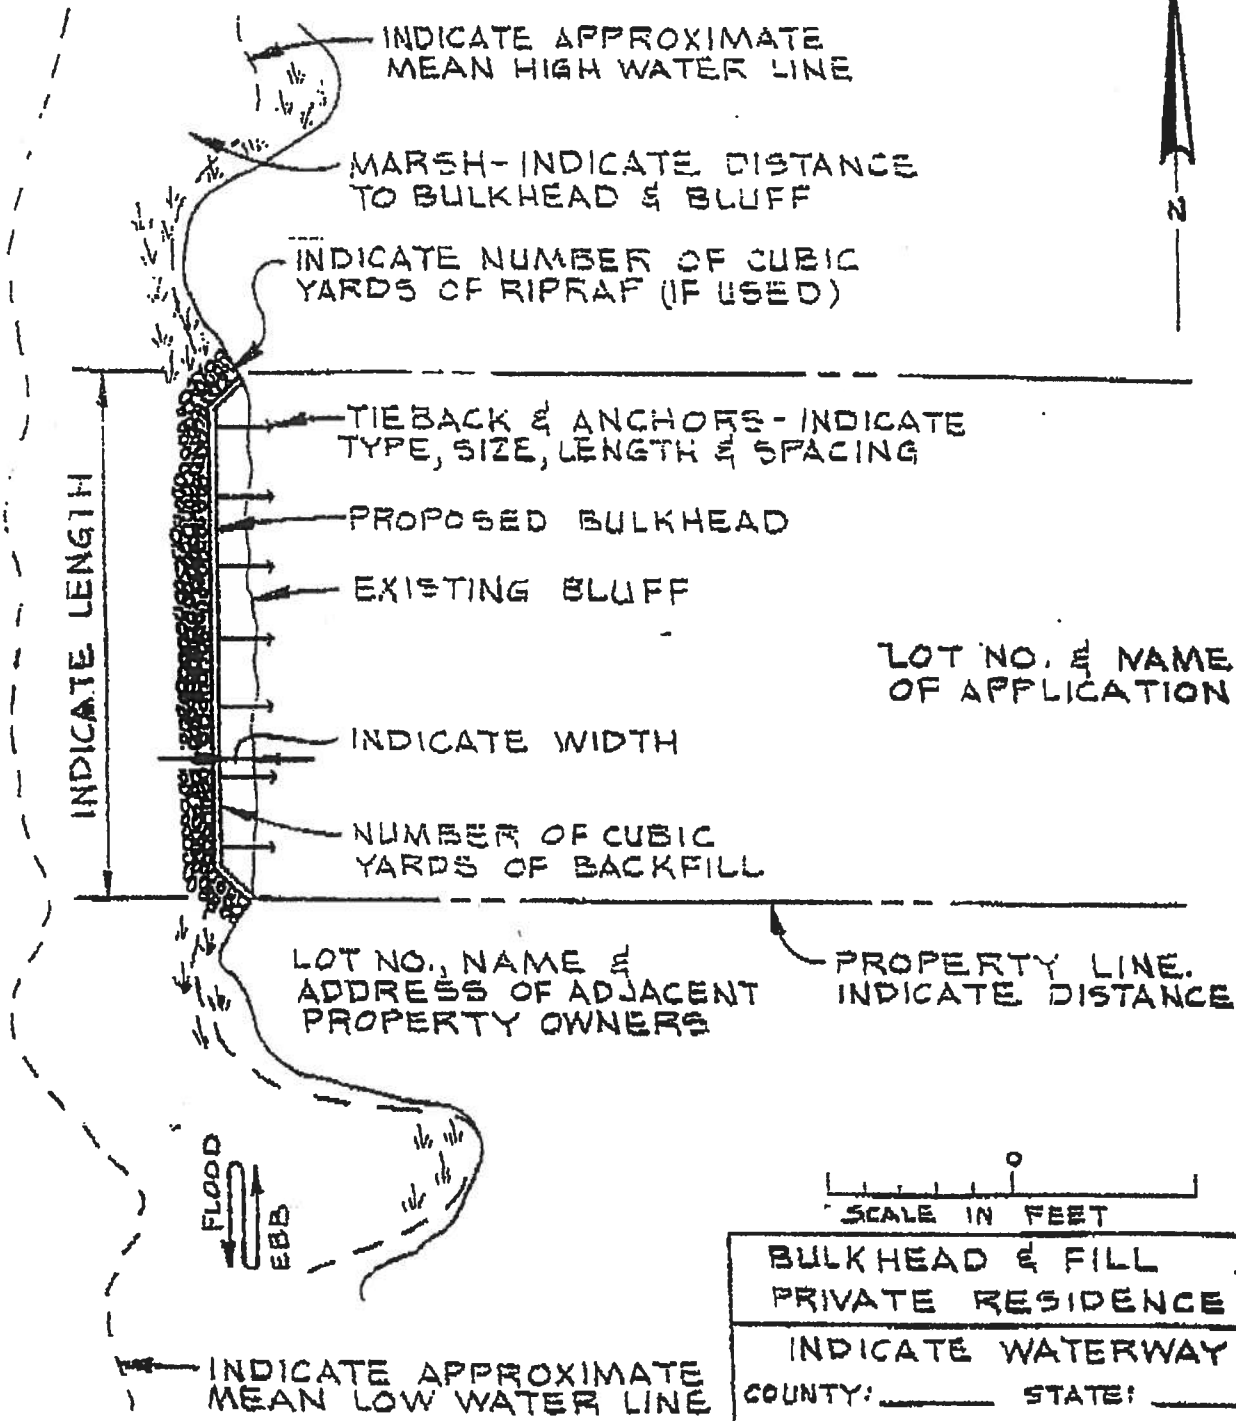 INDICATE APPROXIMATE
MEAN HIGH WATER LINE
MARSH-INDICATE DISTANCE
TO BULKHEAD & BLUFF
N
INDICATE NUMBER OF CUBIC
YARDS OF RIPRAF (IF USED)
TIEBACK & ANCHORS-INDICATE
TYPE, SIZE, LENGTH & SPACING
PROPOSED BULKHEAD
EXISTING BLUFF
INDICATE LENGTH
LOT NO. & NAME
OF APPLICATION
INDICATE WIDTH
NUMBER OF CUBIC
YARDS OF BACKFILL
LOT NO., NAME &
ADDRESS OF ADJACENT
PROPERTY OWNERS
PROPERTY LINE.
INDICATE DISTANCE
FLOOD
EBB
0
SCALE IN FEET
BULKHEAD & FILL
PRIVATE RESIDENCE
INDICATE WATERWAY
COUNTY: STATE:
INDICATE APPROXIMATE
MEAN LOW WATER LINE